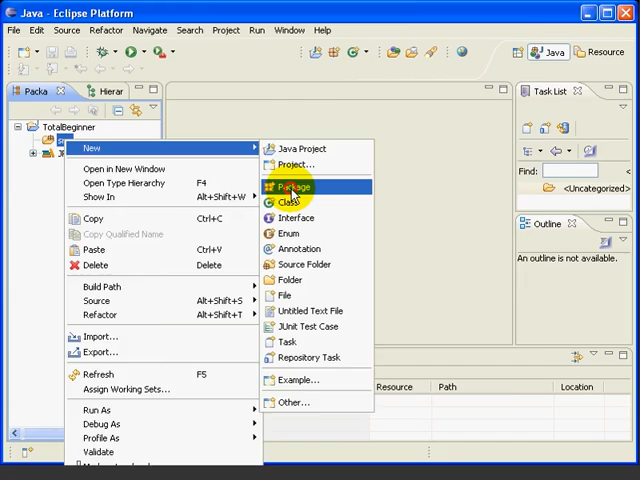 Java - Eclipse Platform
File Edit Source Refactor Navigate Search Project Run Window Help
Java Resource
Packa Hierar Task List
TotalBeginner
New
Open in New Window
Open Type Hierarchy F4
Show In Alt+Shift+W
Copy Ctrl+C
Copy Qualified Name
Paste Ctrl+V
Delete Delete
Build Path
Source Alt+Shift+S
Refactor Alt+Shift+T
Import...
Export...
Refresh F5
Assign Working Sets...
Run As
Debug As
Profile As
Validate
Java Project
Project...
Package
Class
Interface
Enum
Annotation
Source Folder
Folder
File
Untitled Text File
JUnit Test Case
Task
Repository Task
Example...
Other...
Find:
<Uncategorized>
Outline
An outline is not available.
Resource Path Location